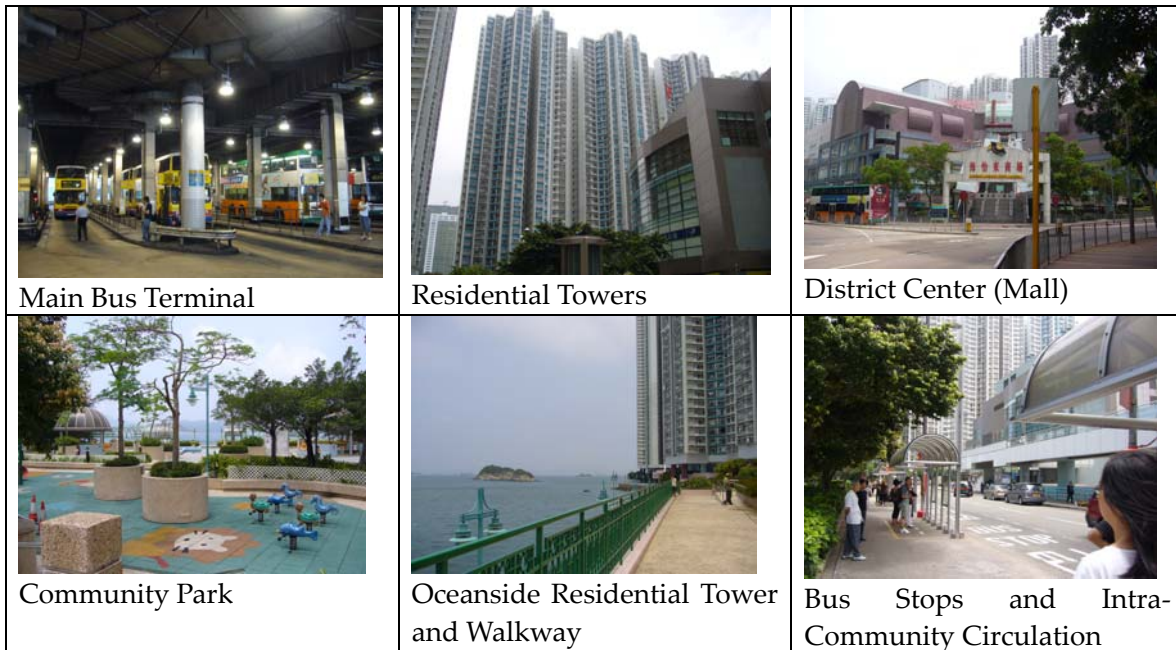 Main Bus Terminal
Residential Towers
District Center (Mall)
Community Park
Oceanside Residential Tower
and Walkway
Bus Stops and Intra-
Community Circulation